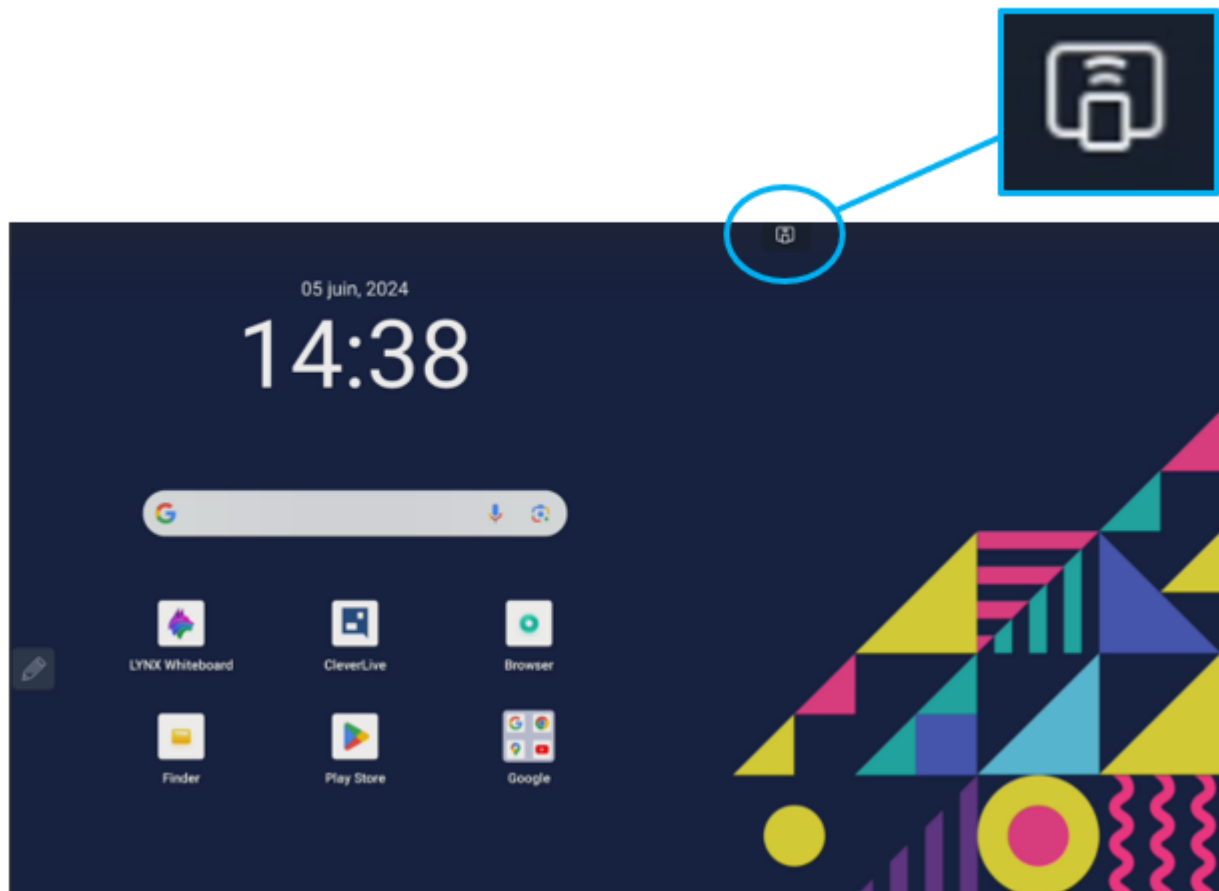 05 juin, 2024
14:38
LYNX Whiteboard
CleverLive
Browser
Finder
Play Store
Google